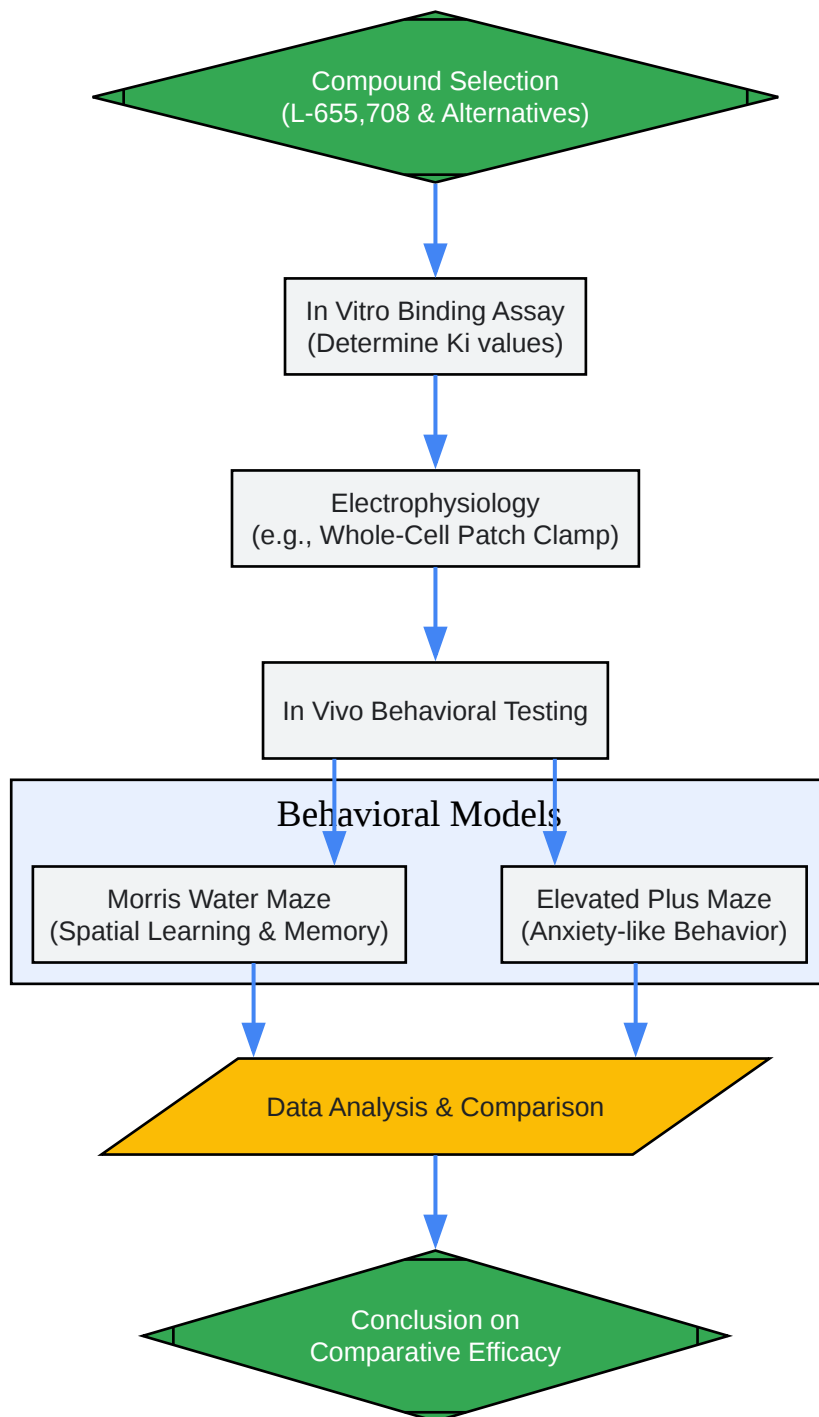 Compound Selection
(L-655,708 & Alternatives)
In Vitro Binding Assay
(Determine Ki values)
Electrophysiology
(e.g., Whole-Cell Patch Clamp)
In Vivo Behavioral Testing
Behavioral Models
Morris Water Maze
(Spatial Learning & Memory)
Elevated Plus Maze
(Anxiety-like Behavior)
Data Analysis & Comparison
Conclusion on
Comparative Efficacy